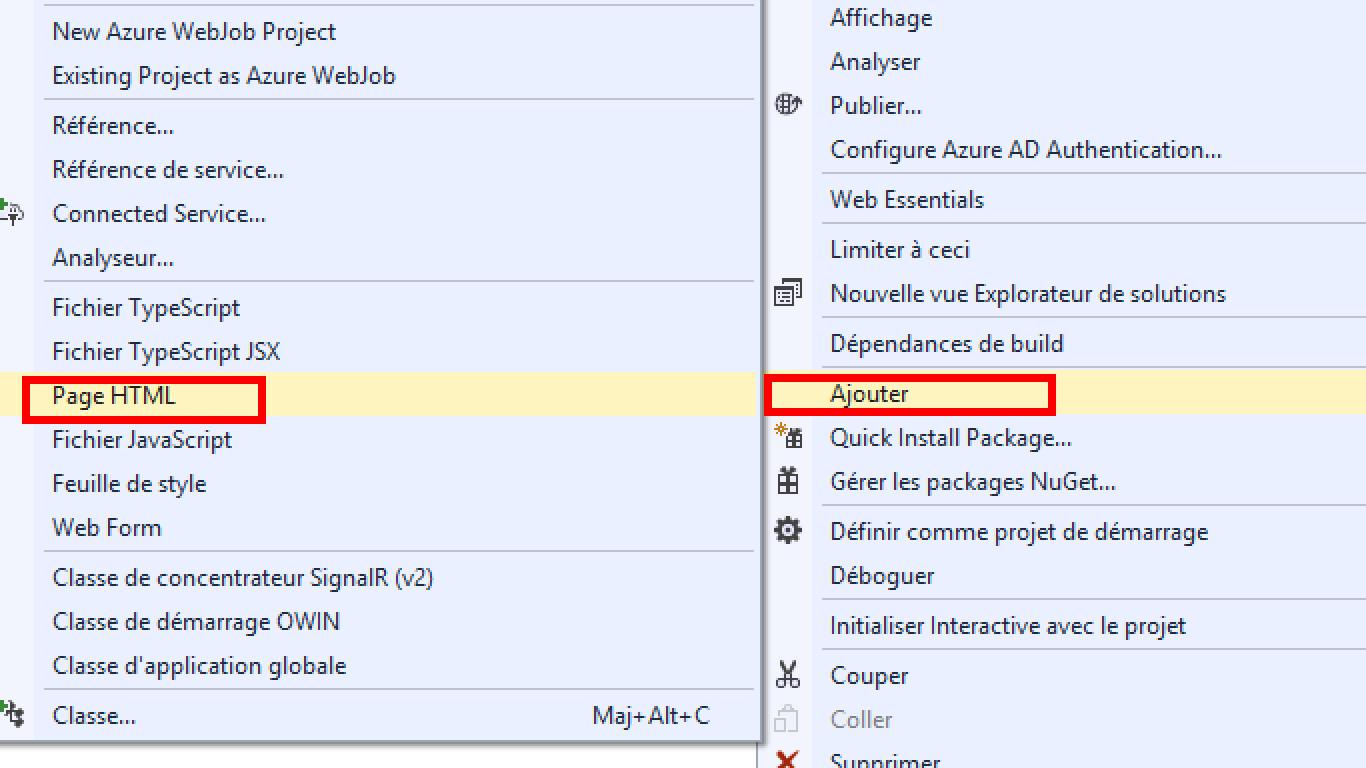 New Azure WebJob Project
Existing Project as Azure WebJob
Référence...
Référence de service...
Connected Service...
Analyseur...
Fichier TypeScript
Fichier TypeScript JSX
Page HTML
Fichier JavaScript
Feuille de style
Web Form
Classe de concentrateur SignalR (v2)
Classe de démarrage OWIN
Classe d'application globale
Classe... Maj+Alt+C
Affichage
Analyser
Publier...
Configure Azure AD Authentication...
Web Essentials
Limiter à ceci
Nouvelle vue Explorateur de solutions
Dépendances de build
Ajouter
Quick Install Package...
Gérer les packages NuGet...
Définir comme projet de démarrage
Déboguer
Initialiser Interactive avec le projet
Couper
Coller
Supprimer